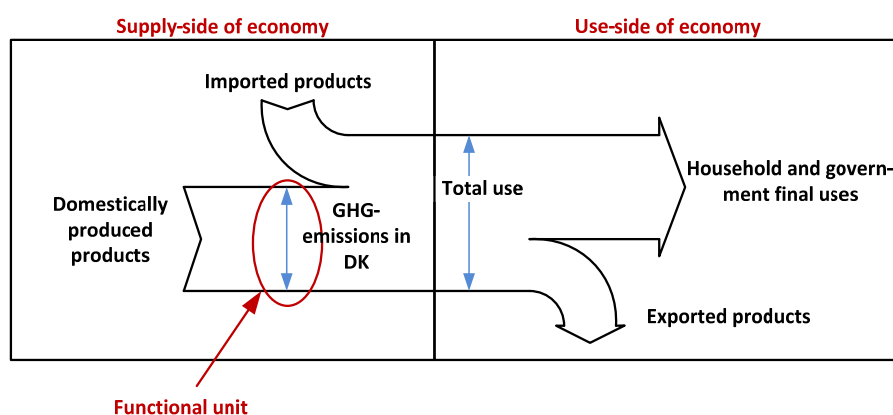 Supply-side of economy
Use-side of economy
Imported products
Domestically
produced
products
GHG-
emissions in
DK
Total use
Household and govern-
ment final uses
Exported products
Functional unit